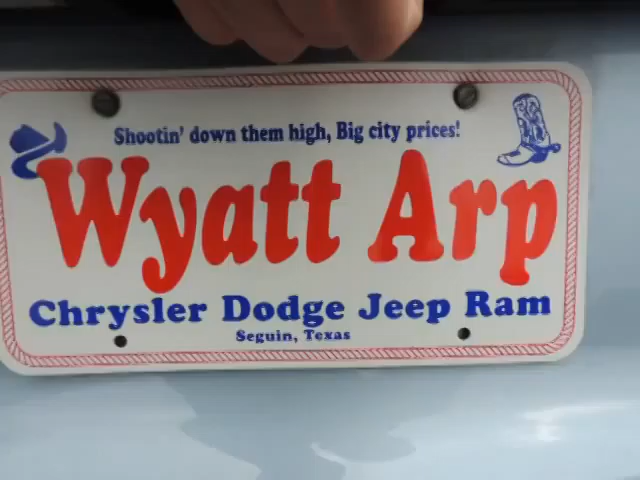 Shootin' down them high, Big city prices!
Wyatt Arp
Chrysler Dodge Jeep Ram
Seguin, Texas